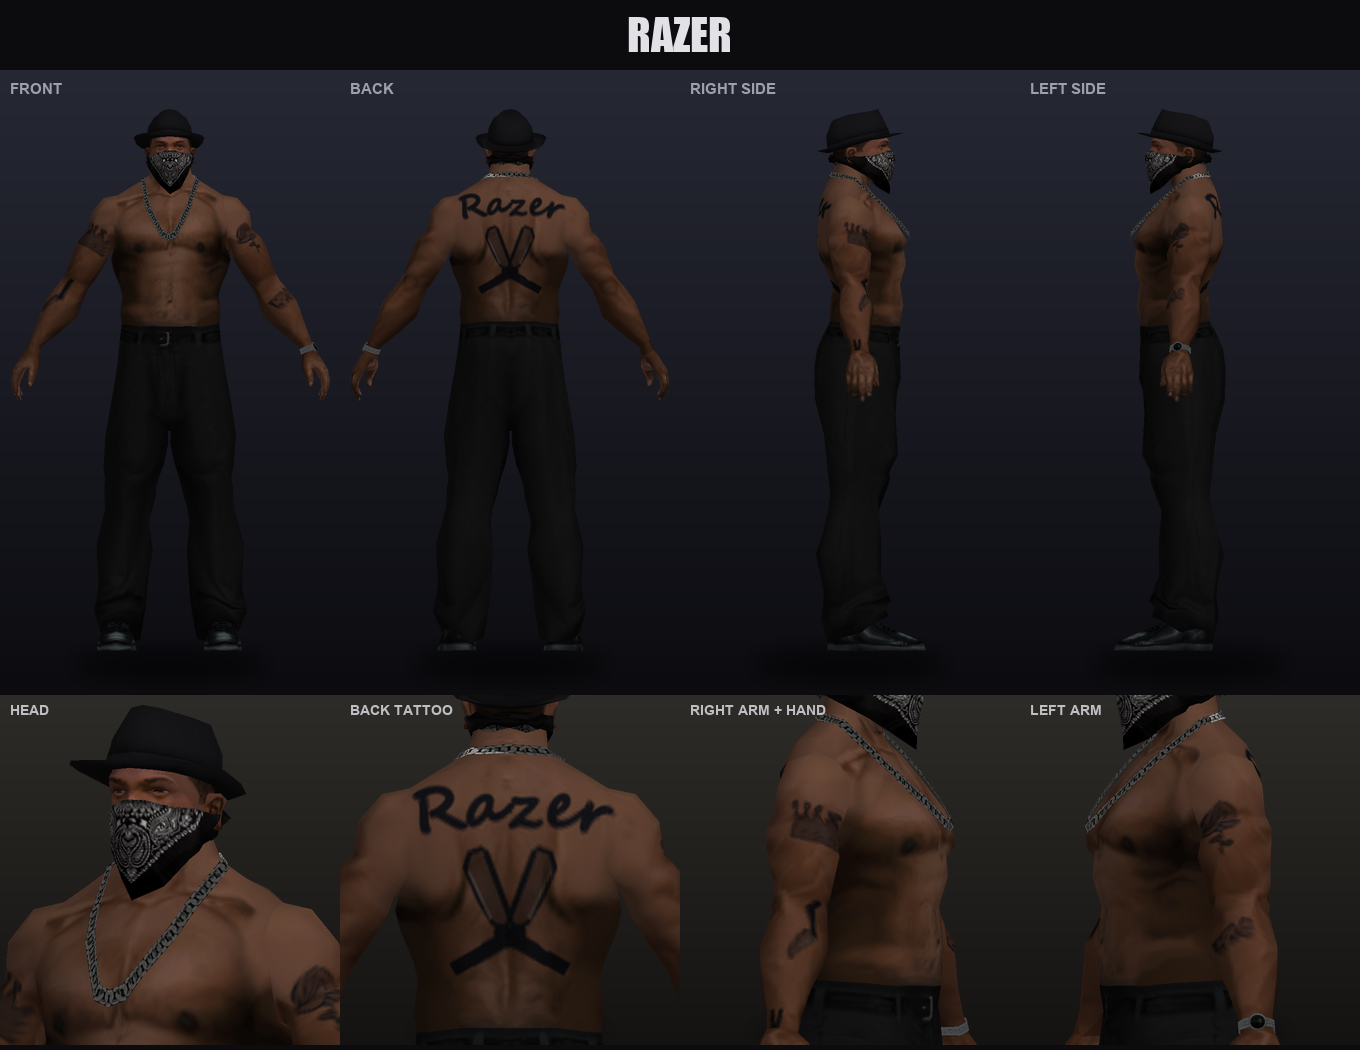 RAZER
FRONT
BACK
RIGHT SIDE
LEFT SIDE
Razer
HEAD
BACK TATTOO
RIGHT ARM + HAND
LEFT ARM
Razer